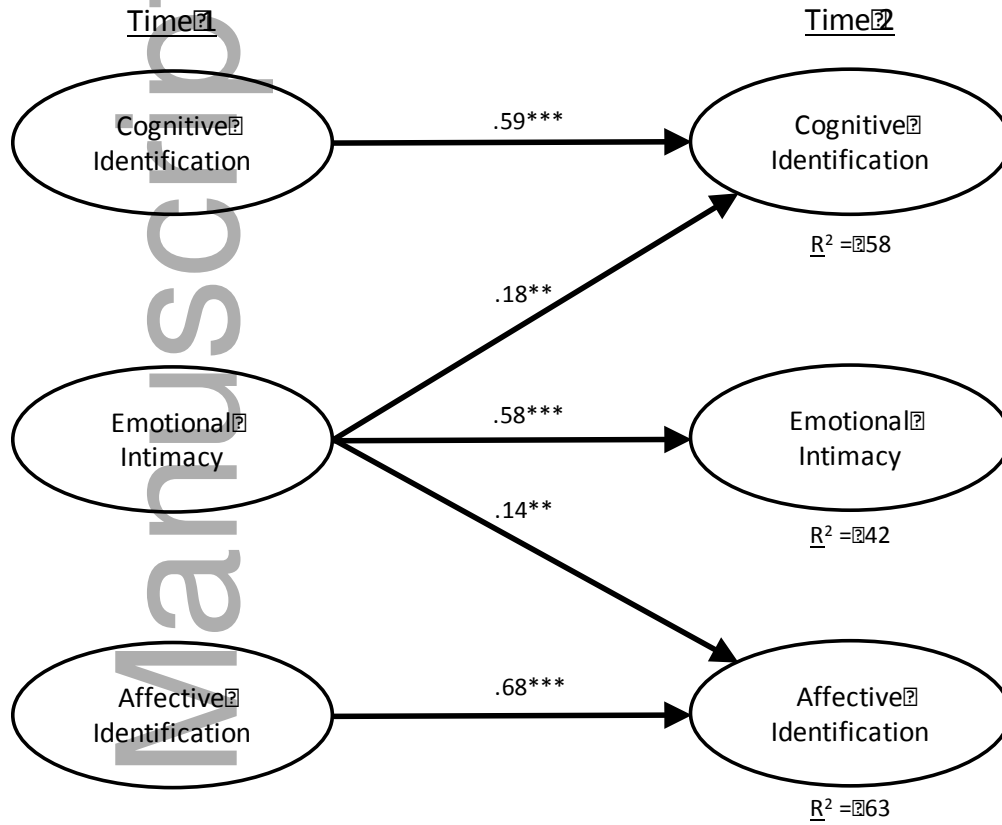 Time 1
Time 2
Cognitive
Identification
.59***
Cognitive
Identification
R² = 58
.18**
Emotional
Intimacy
.58***
Emotional
Intimacy
R² = 42
.14**
Affective
Identification
.68***
Affective
Identification
R² = 63
Manuscrip